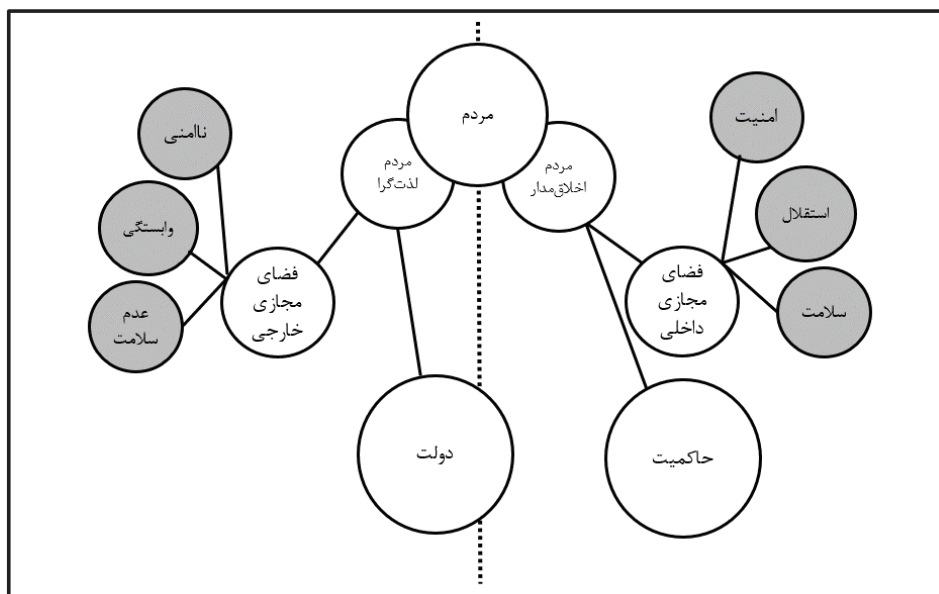 مردم
امنیت
ناامنی
مردم
اخلاق‌مدار
مردم
لذت‌گرا
استقلال
وابستگی
فضای
مجازی
داخلی
فضای
مجازی
خارجی
سلامت
عدم
سلامت
حاکمیت
دولت